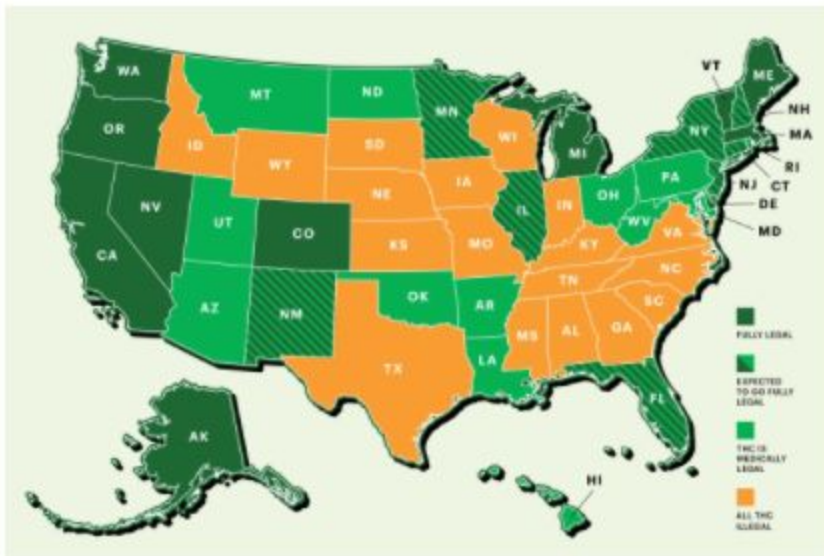 WA
MT
ND
MN
VT
ME
OR
ID
WY
SD
WI
MI
NY
NH
MA
RI
CT
NJ
DE
MD
NV
UT
CO
NE
IA
IL
IN
OH
PA
WV
VA
CA
KS
MO
KY
NC
TN
SC
AZ
NM
OK
AR
MS
AL
GA
TX
LA
FL
AK
HI
FULLY LEGAL
EXPECTED
TO GO FULLY
LEGAL
THC IS
MEDICALLY
LEGAL
ALL THC
ILLEGAL